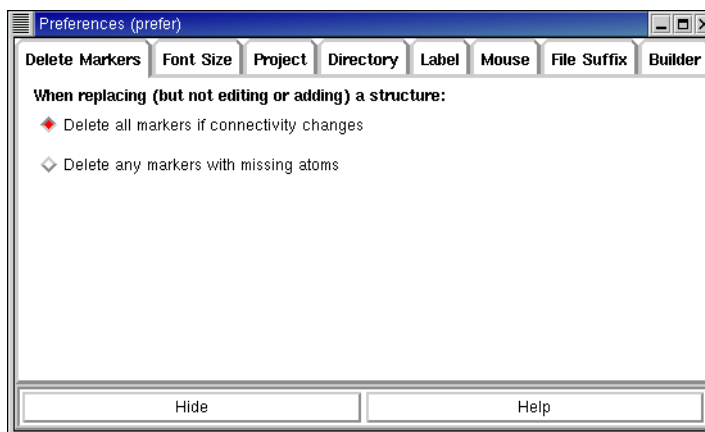 Preferences (prefer)
Delete Markers Font Size Project Directory Label Mouse File Suffix Builder
When replacing (but not editing or adding) a structure:
Delete all markers if connectivity changes
Delete any markers with missing atoms
Hide Help